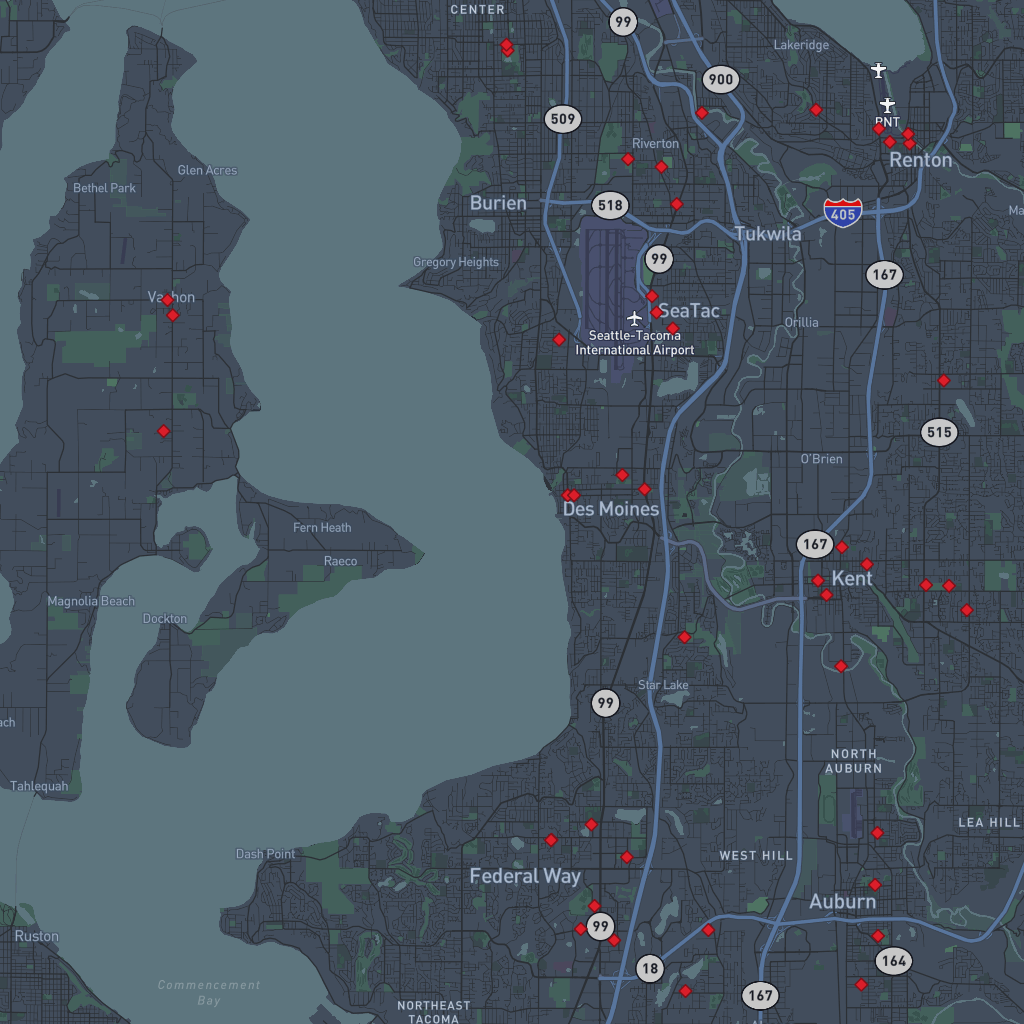 CENTER
99
Lakeridge
900
509
RNT
Riverton
Renton
Glen Acres
Bethel Park
Burien
518
405
Ma
Tukwila
99
Gregory Heights
167
Vashon
SeaTac
Orillia
Seattle-Tacoma
International Airport
515
O'Brien
Des Moines
Fern Heath
167
Raeco
Kent
Magnolia Beach
Dockton
Star Lake
99
ach
NORTH
AUBURN
Tahlequah
LEA HILL
Dash Point
WEST HILL
Federal Way
Auburn
99
Ruston
164
18
Commencement
Bay
167
NORTHEAST
TACOMA